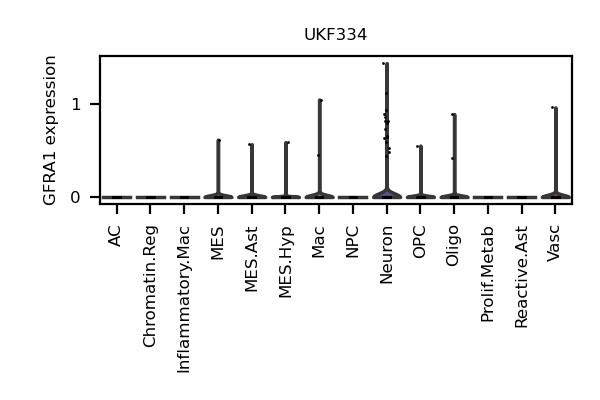 UKF334
GFRA1 expression
1
0
AC
Chromatin.Reg
Inflammatory.Mac
MES
MES.Ast
MES.Hyp
Mac
NPC
Neuron
OPC
Oligo
Prolif.Metab
Reactive.Ast
Vasc